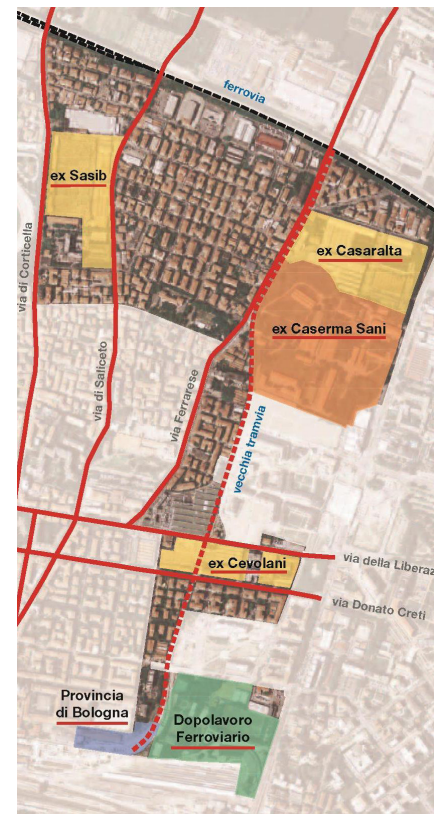 ferrovia
ex Sasib
ex Casaralta
via di Corticella
ex Caserma Sani
via di Saliceto
via Ferrarese
vecchia tramvia
via della Liberaz
ex Cevolani
via Donato Creti
Provincia
di Bologna
Dopolavoro
Ferroviario